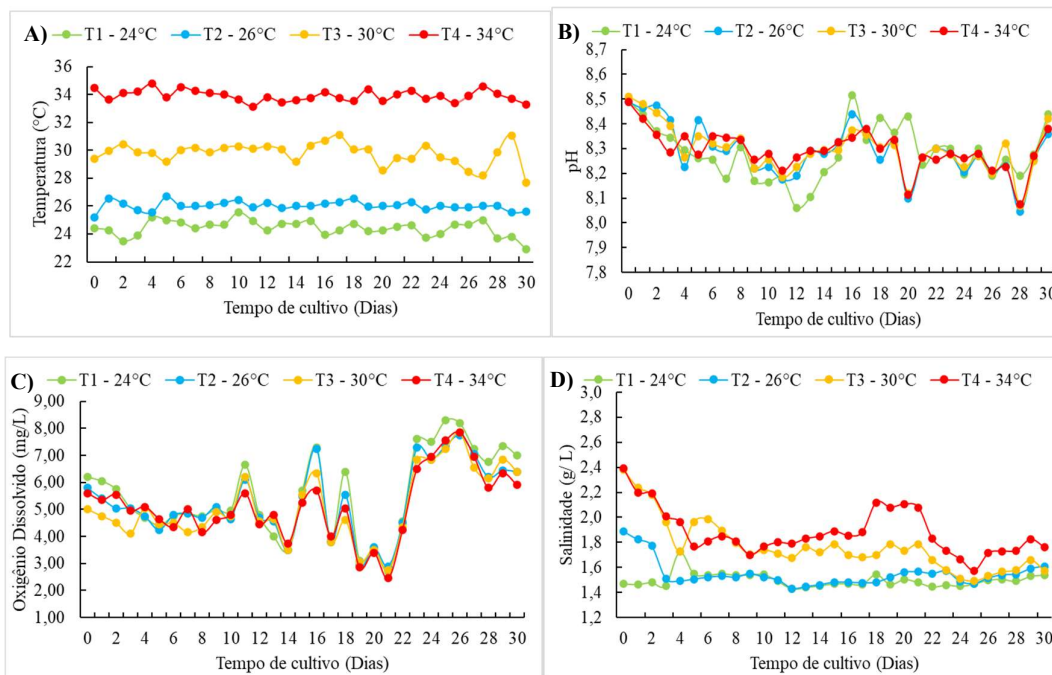 A)
T1 - 24°C T2 - 26°C T3 - 30°C T4 - 34°C
Temperatura (°C)
36
34
32
30
28
26
24
22
0 2 4 6 8 10 12 14 16 18 20 22 24 26 28 30
Tempo de cultivo (Dias)
B)
T1 - 24°C T2 - 26°C T3 - 30°C T4 - 34°C
pH
8,7
8,6
8,5
8,4
8,3
8,2
8,1
8,0
7,9
7,8
0 2 4 6 8 10 12 14 16 18 20 22 24 26 28 30
Tempo de cultivo (Dias)
C)
T1 - 24°C T2 - 26°C T3 - 30°C T4 - 34°C
Oxigênio Dissolvido (mg/L)
9,00
8,00
7,00
6,00
5,00
4,00
3,00
2,00
1,00
0 2 4 6 8 10 12 14 16 18 20 22 24 26 28 30
Tempo de cultivo (Dias)
D)
T1 - 24°C T2 - 26°C T3 - 30°C T4 - 34°C
Salinidade (g/ L)
3,0
2,8
2,6
2,4
2,2
2,0
1,8
1,6
1,4
1,2
0 2 4 6 8 10 12 14 16 18 20 22 24 26 28 30
Tempo de cultivo (Dias)